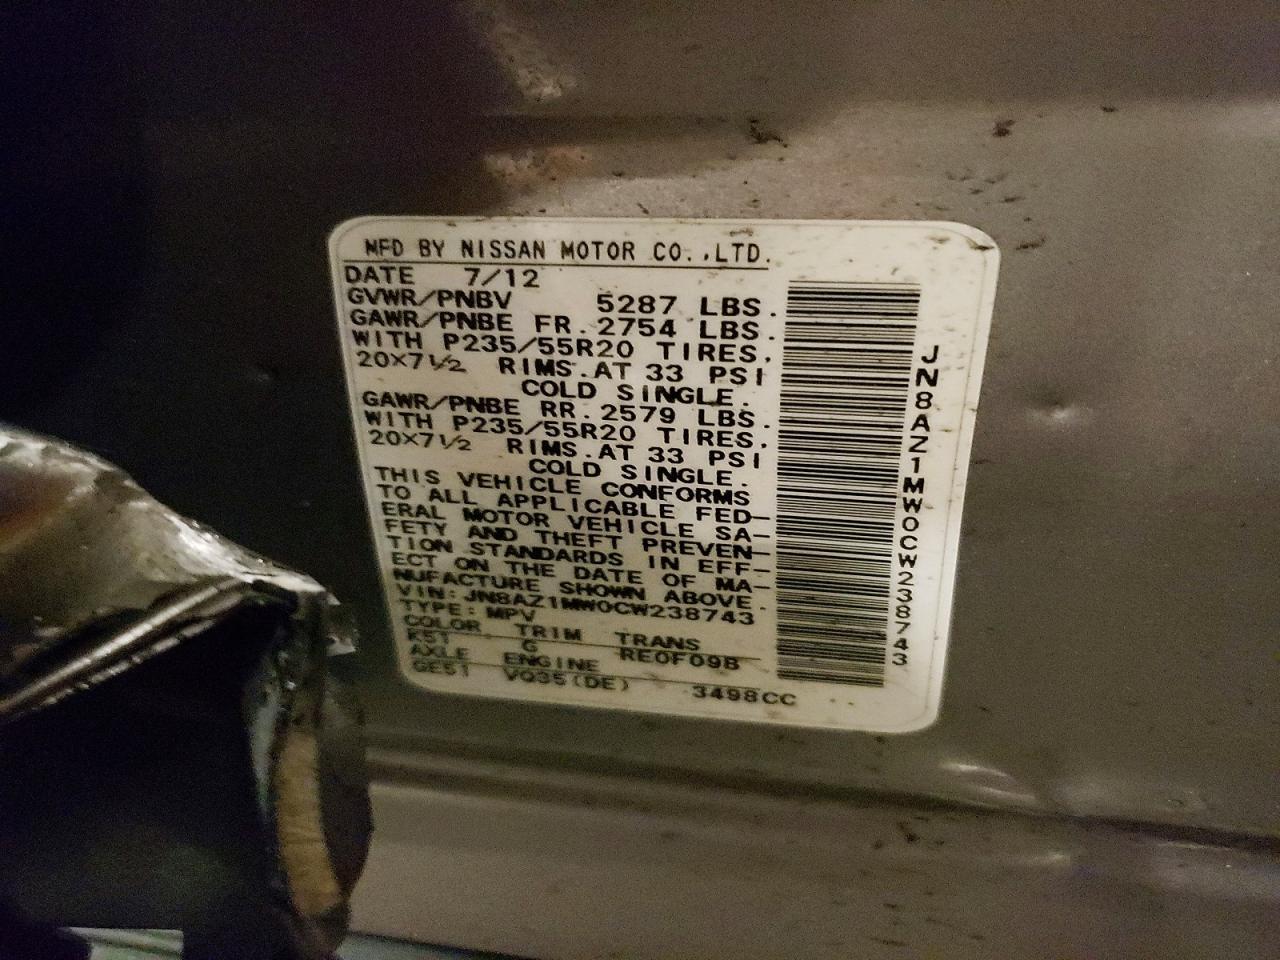 MFD BY NISSAN MOTOR CO.,LTD.
DATE 7/12
GVWR/PNBV 5287 LBS.
GAWR/PNBE FR. 2754 LBS.
WITH P235/55R20 TIRES.
20×7½ RIMS.AT 33 PSI
COLD SINGLE.
GAWR/PNBE RR. 2579 LBS.
WITH P235/55R20 TIRES.
20×7½ RIMS.AT 33 PSI
COLD SINGLE.
THIS VEHICLE CONFORMS
TO ALL APPLICABLE FED-
ERAL MOTOR VEHICLE SA-
FETY AND THEFT PREVEN-
TION STANDARDS IN EFF-
ECT ON THE DATE OF MA-
NUFACTURE SHOWN ABOVE.
VIN:JN8AZ1MW0CW238743
TYPE:MPV
COLOR TRIM TRANS
K51 G RE0F09B
AXLE ENGINE
GE51 VQ35(DE) 3498CC
JN8AZ1MW0CW238743